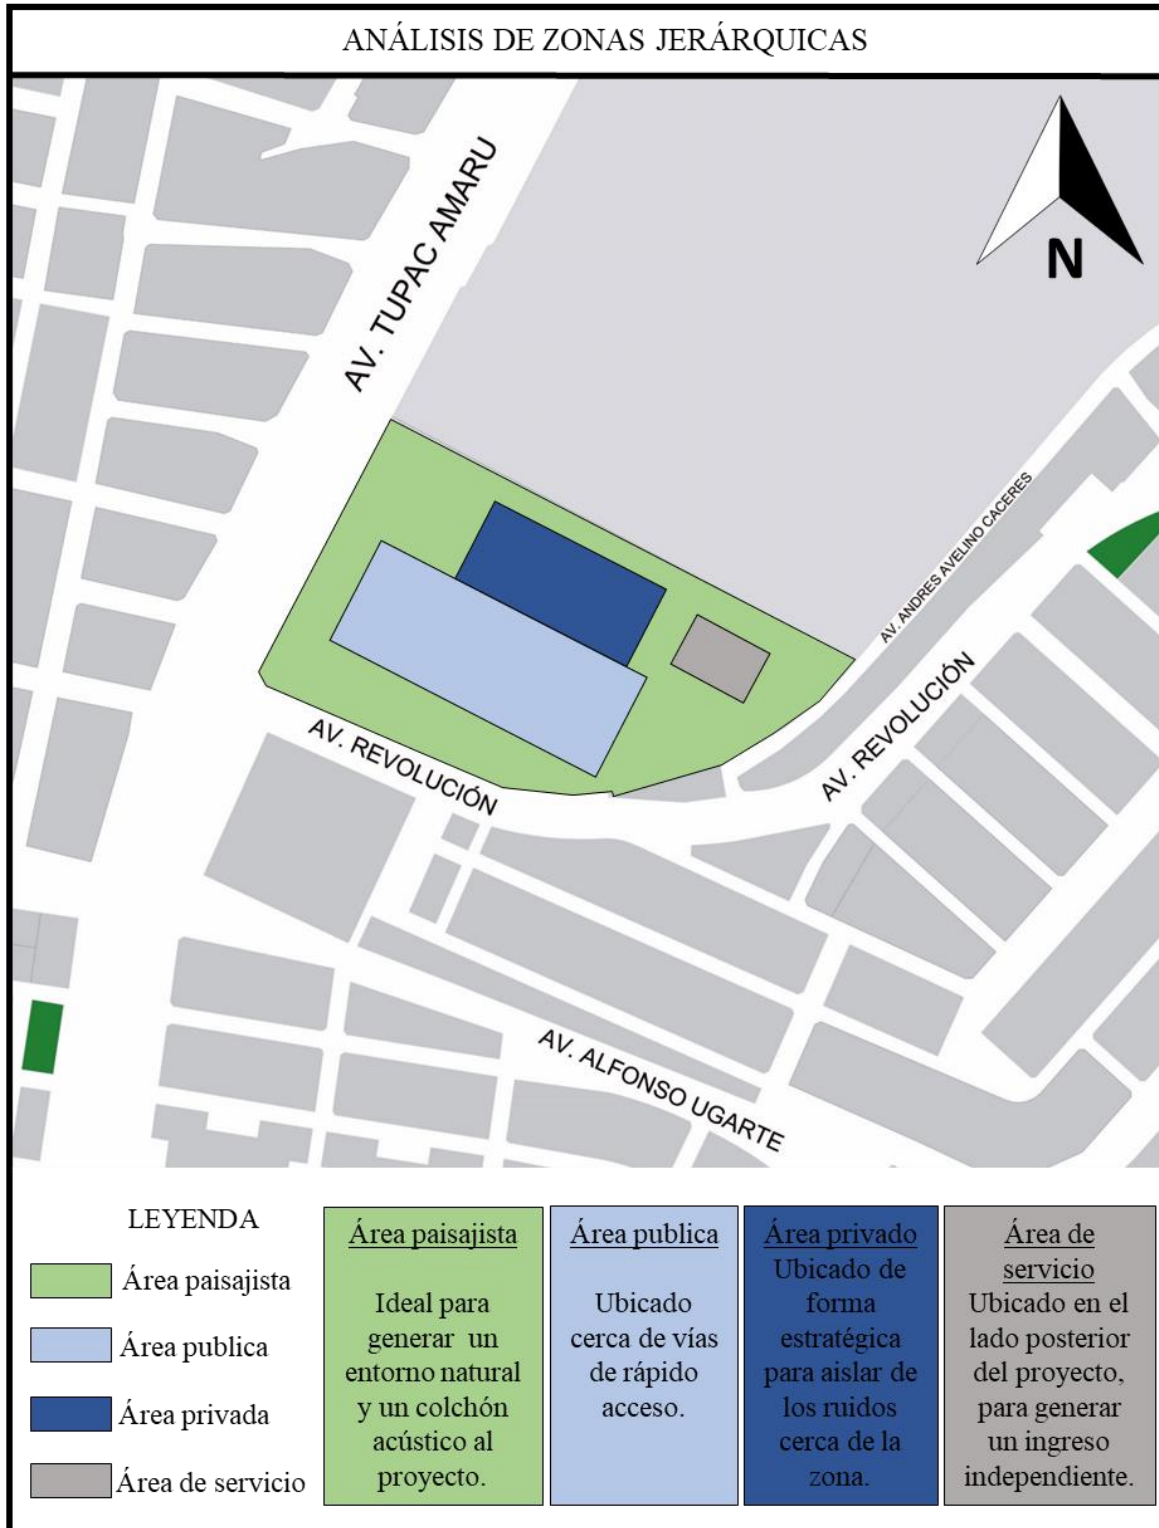 ANÁLISIS DE ZONAS JERÁRQUICAS
AV. TUPAC AMARU
N
AV. ANDRES AVELINO CACERES
AV. REVOLUCIÓN
AV. REVOLUCIÓN
AV. ALFONSO UGARTE
LEYENDA
Área paisajista
Área publica
Área privada
Área de servicio
Área paisajista
Ideal para
generar un
entorno natural
y un colchón
acústico al
proyecto.
Área publica
Ubicado
cerca de vías
de rápido
acceso.
Área privado
Ubicado de
forma
estratégica
para aislar de
los ruidos
cerca de la
zona.
Área de
servicio
Ubicado en el
lado posterior
del proyecto,
para generar
un ingreso
independiente.